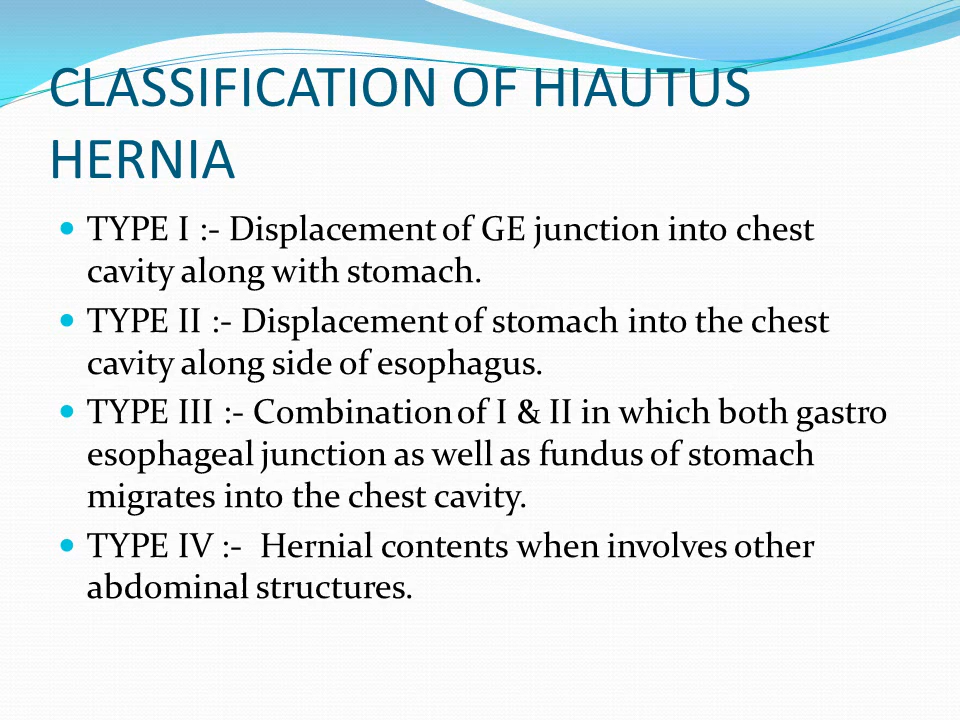 CLASSIFICATION OF HIAUTUS
HERNIA
TYPE I :- Displacement of GE junction into chest
cavity along with stomach.
TYPE II :- Displacement of stomach into the chest
cavity along side of esophagus.
TYPE III :- Combination of I & II in which both gastro
esophageal junction as well as fundus of stomach
migrates into the chest cavity.
TYPE IV :- Hernial contents when involves other
abdominal structures.